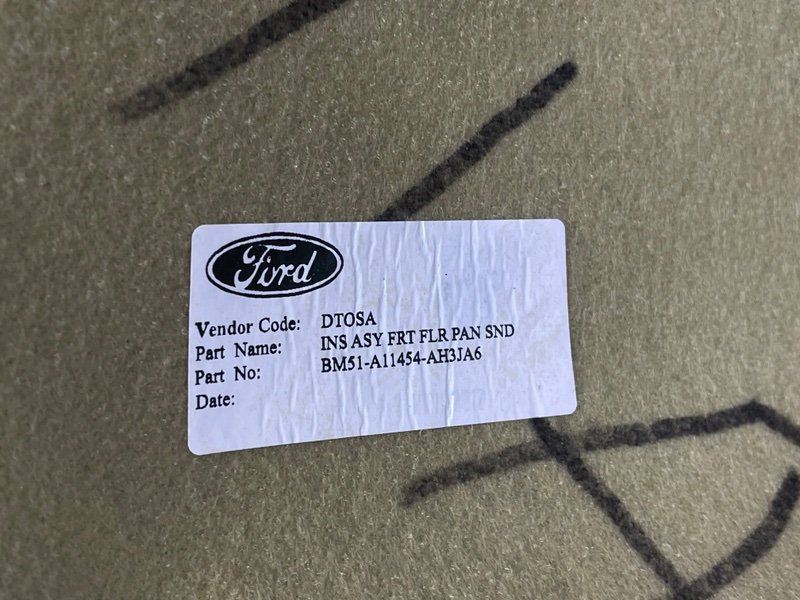 Ford
Vendor Code: DTOSA
Part Name: INS ASY FRT FLR PAN SND
Part No: BM51-A11454-AH3JA6
Date: